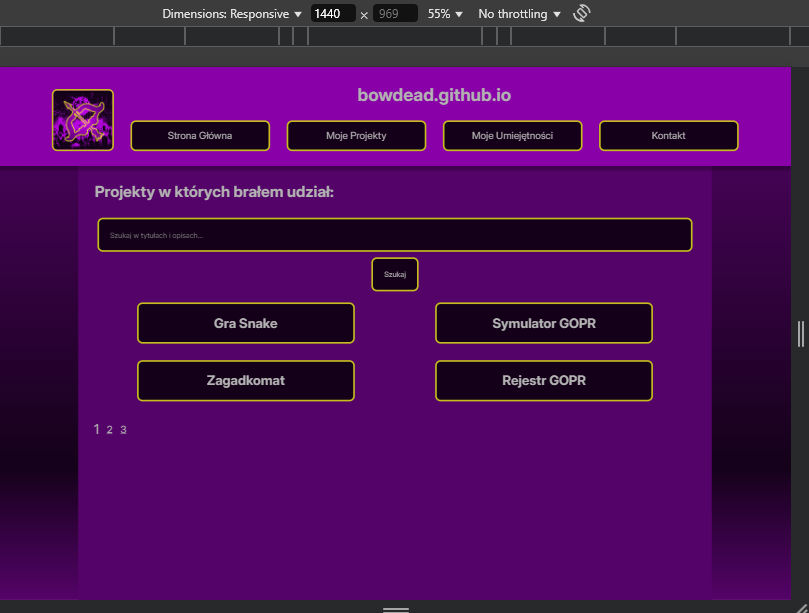 Dimensions: Responsive ▼ 1440 × 969 55% ▼ No throttling ▼
bowdead.github.io
Strona Główna Moje Projekty Moje Umiejętności Kontakt
Projekty w których brałem udział:
Szukaj w tytułach i opisach...
Szukaj
Gra Snake Symulator GOPR
Zagadkomat Rejestr GOPR
1 2 3